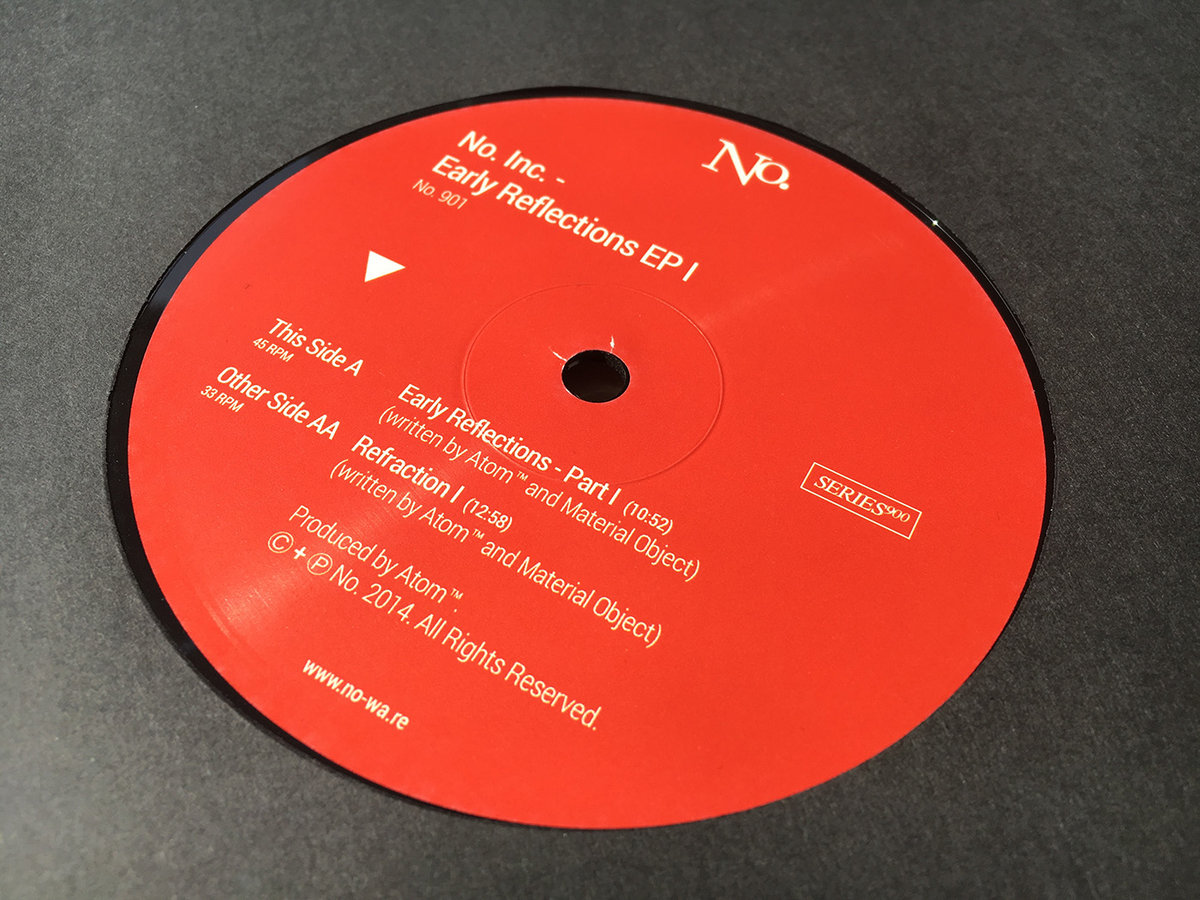 No.
No. Inc. -
Early Reflections EP I
No. 901
This Side A
45 RPM
Early Reflections - Part I (10:52)
(written by Atom™ and Material Object)
Other Side AA
33 RPM
Refraction I (12:58)
(written by Atom™ and Material Object)
Produced by Atom™.
©+℗ No. 2014. All Rights Reserved.
www.no-wa.re
SERIES900